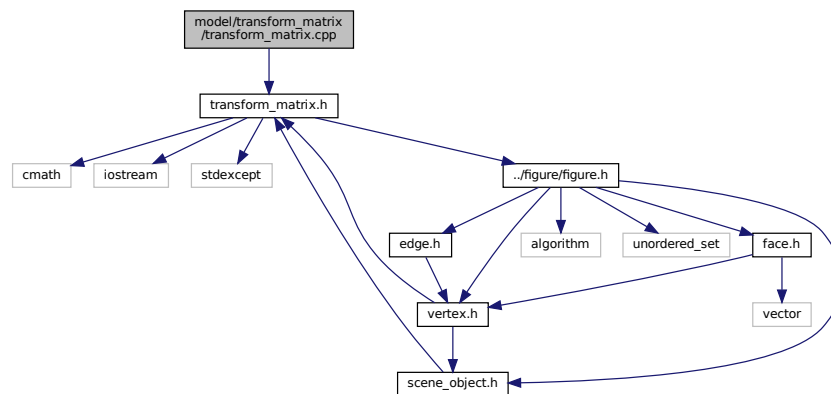 model/transform_matrix
/transform_matrix.cpp
transform_matrix.h
cmath
iostream
stdexcept
../figure/figure.h
edge.h
algorithm
unordered_set
face.h
vertex.h
vector
scene_object.h